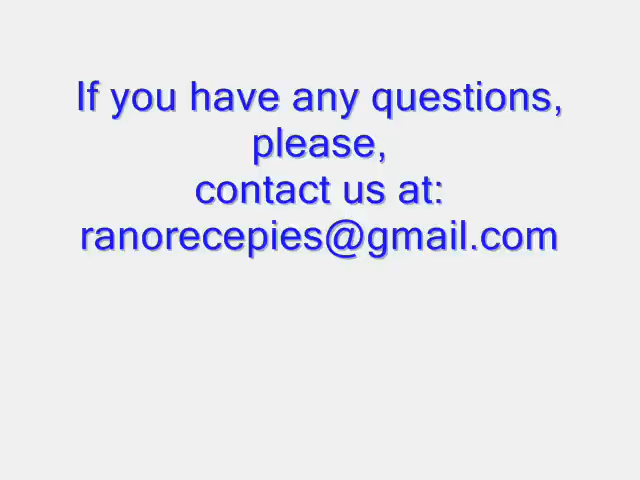 If you have any questions,
please,
contact us at:
ranorecepies@gmail.com